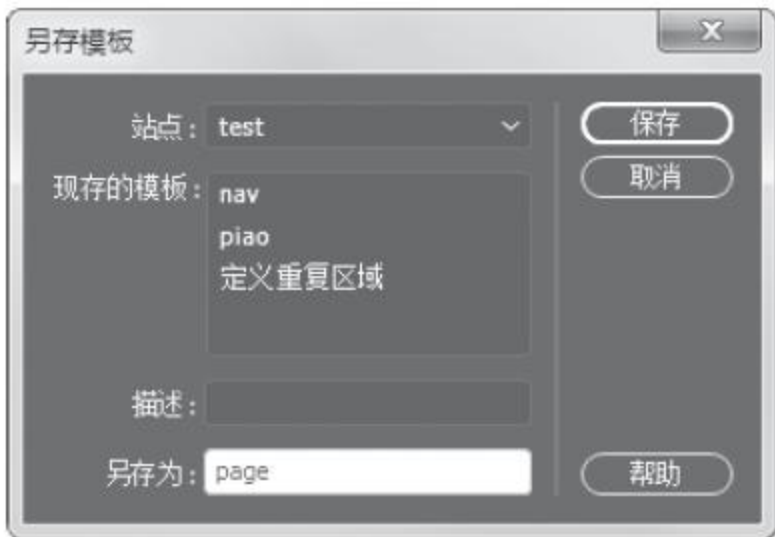 另存模板
站点： test
保存
取消
现存的模板： nav
piao
定义重复区域
描述：
另存为： page
帮助